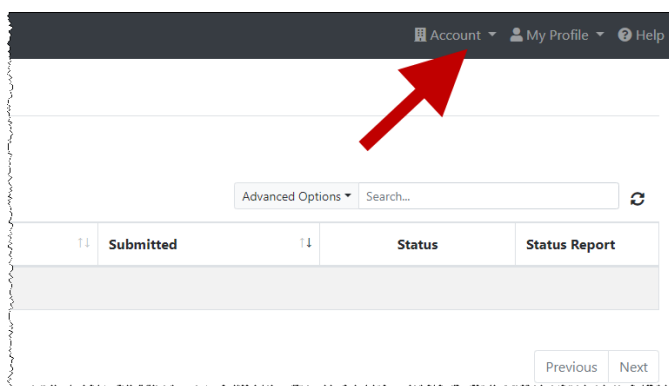 Account My Profile Help
Advanced Options Search...
Submitted Status Status Report
Previous Next